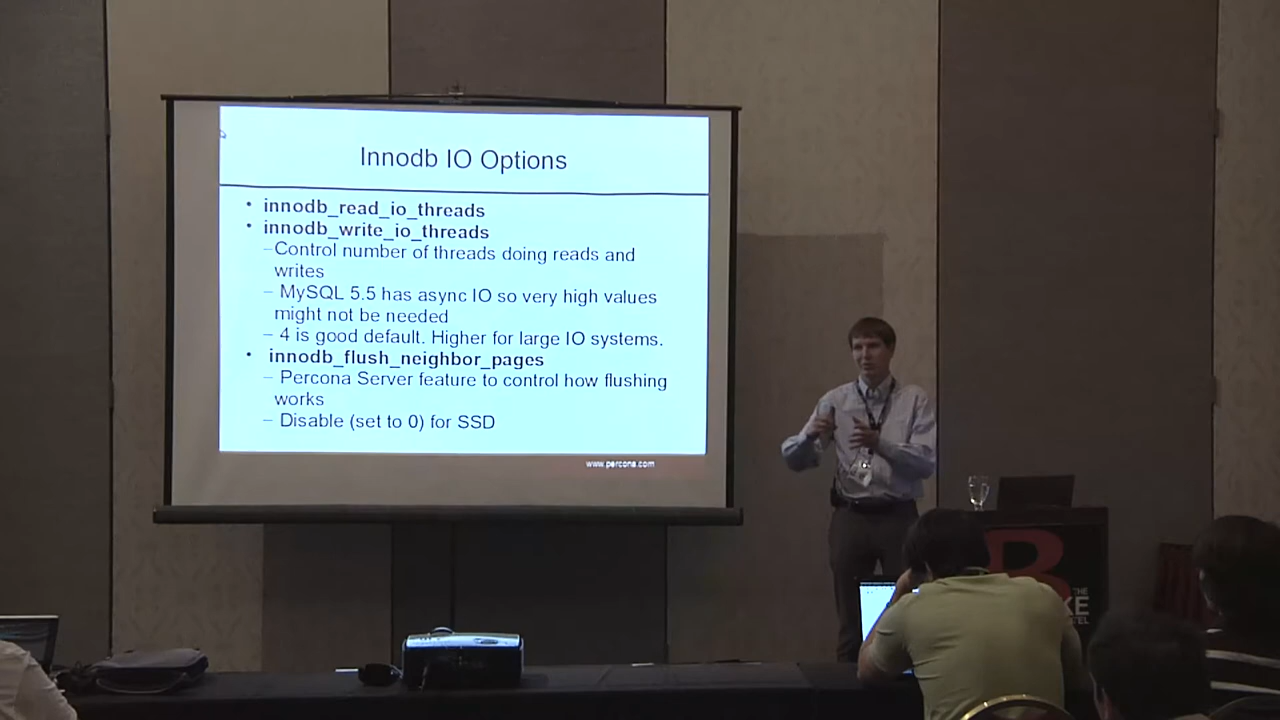 Innodb IO Options
• innodb_read_io_threads
• innodb_write_io_threads
–Control number of threads doing reads and
writes
– MySQL 5.5 has async IO so very high values
might not be needed
– 4 is good default. Higher for large IO systems.
• innodb_flush_neighbor_pages
– Percona Server feature to control how flushing
works
– Disable (set to 0) for SSD
www.percona.com
B
THE